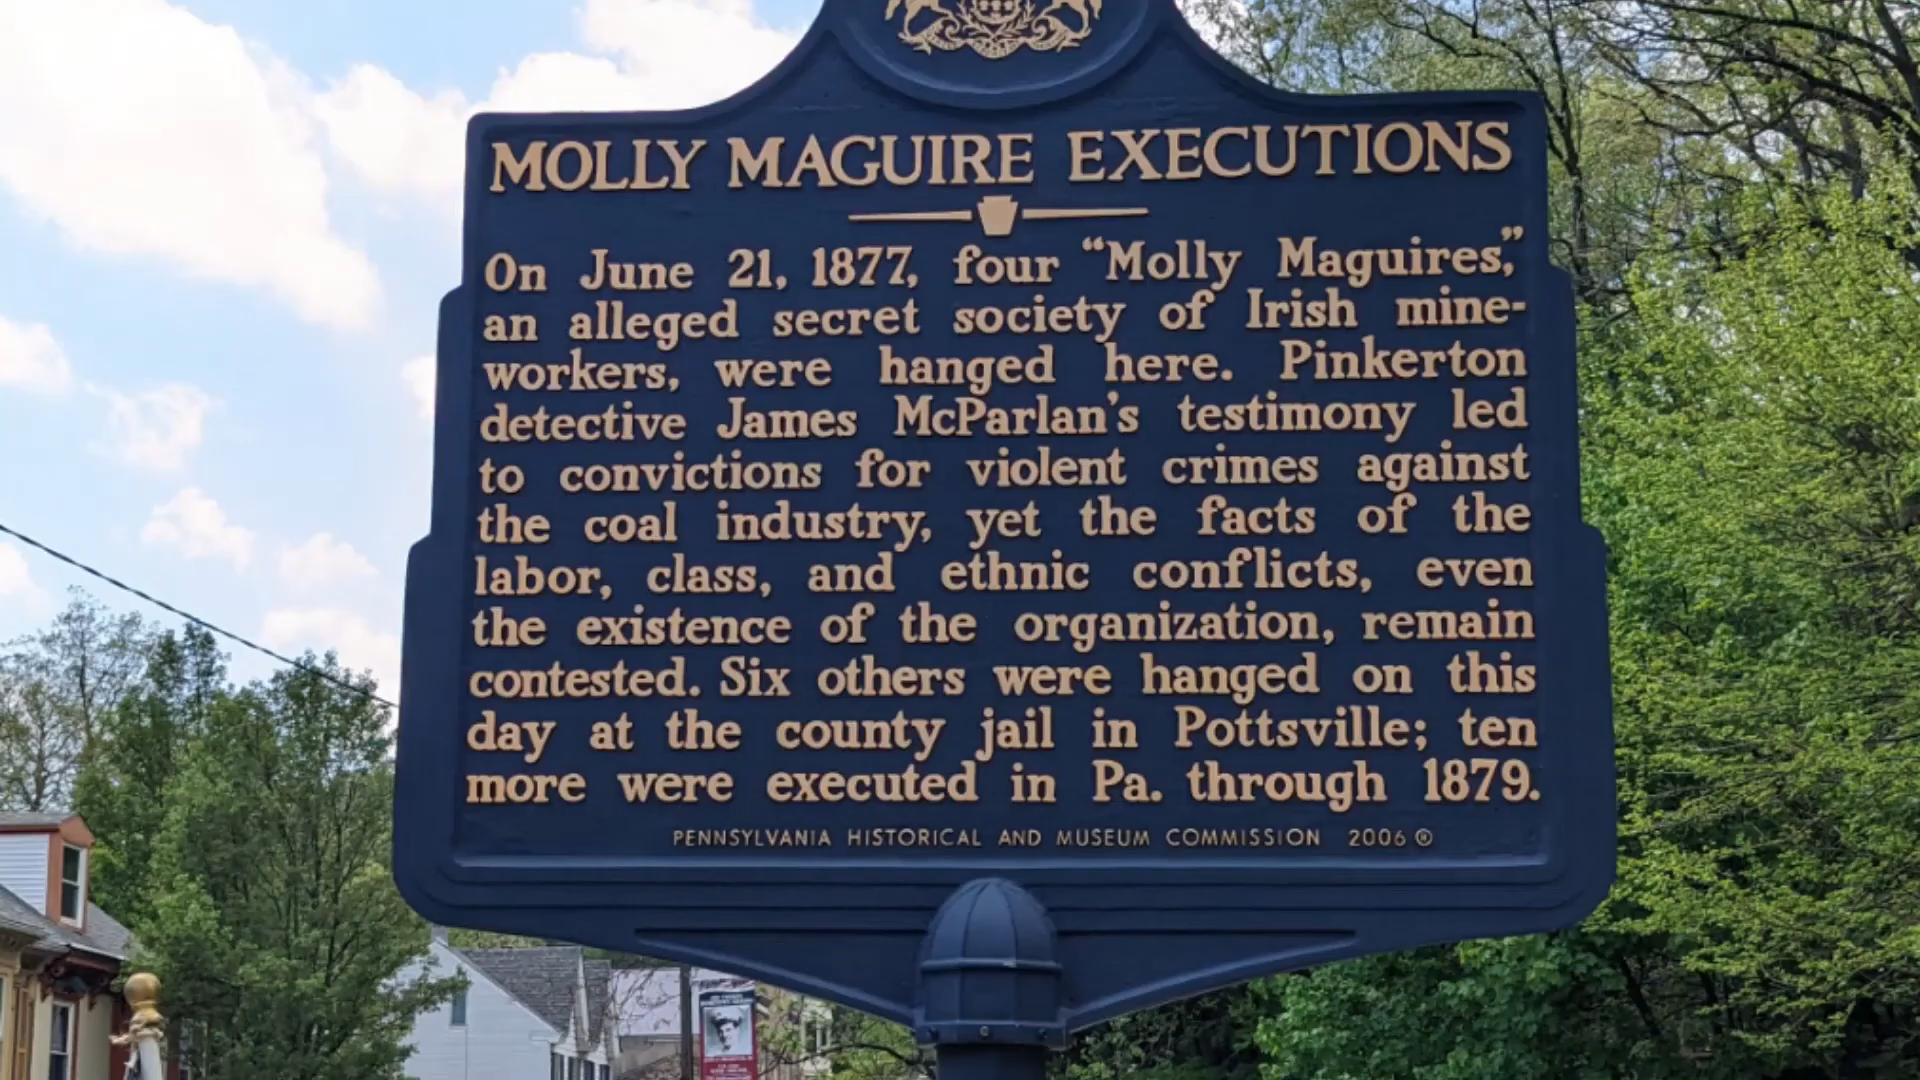 MOLLY MAGUIRE EXECUTIONS
On June 21, 1877, four “Molly Maguires,”
an alleged secret society of Irish mine-
workers, were hanged here. Pinkerton
detective James McParlan’s testimony led
to convictions for violent crimes against
the coal industry, yet the facts of the
labor, class, and ethnic conflicts, even
the existence of the organization, remain
contested. Six others were hanged on this
day at the county jail in Pottsville; ten
more were executed in Pa. through 1879.
PENNSYLVANIA HISTORICAL AND MUSEUM COMMISSION 2006 ®